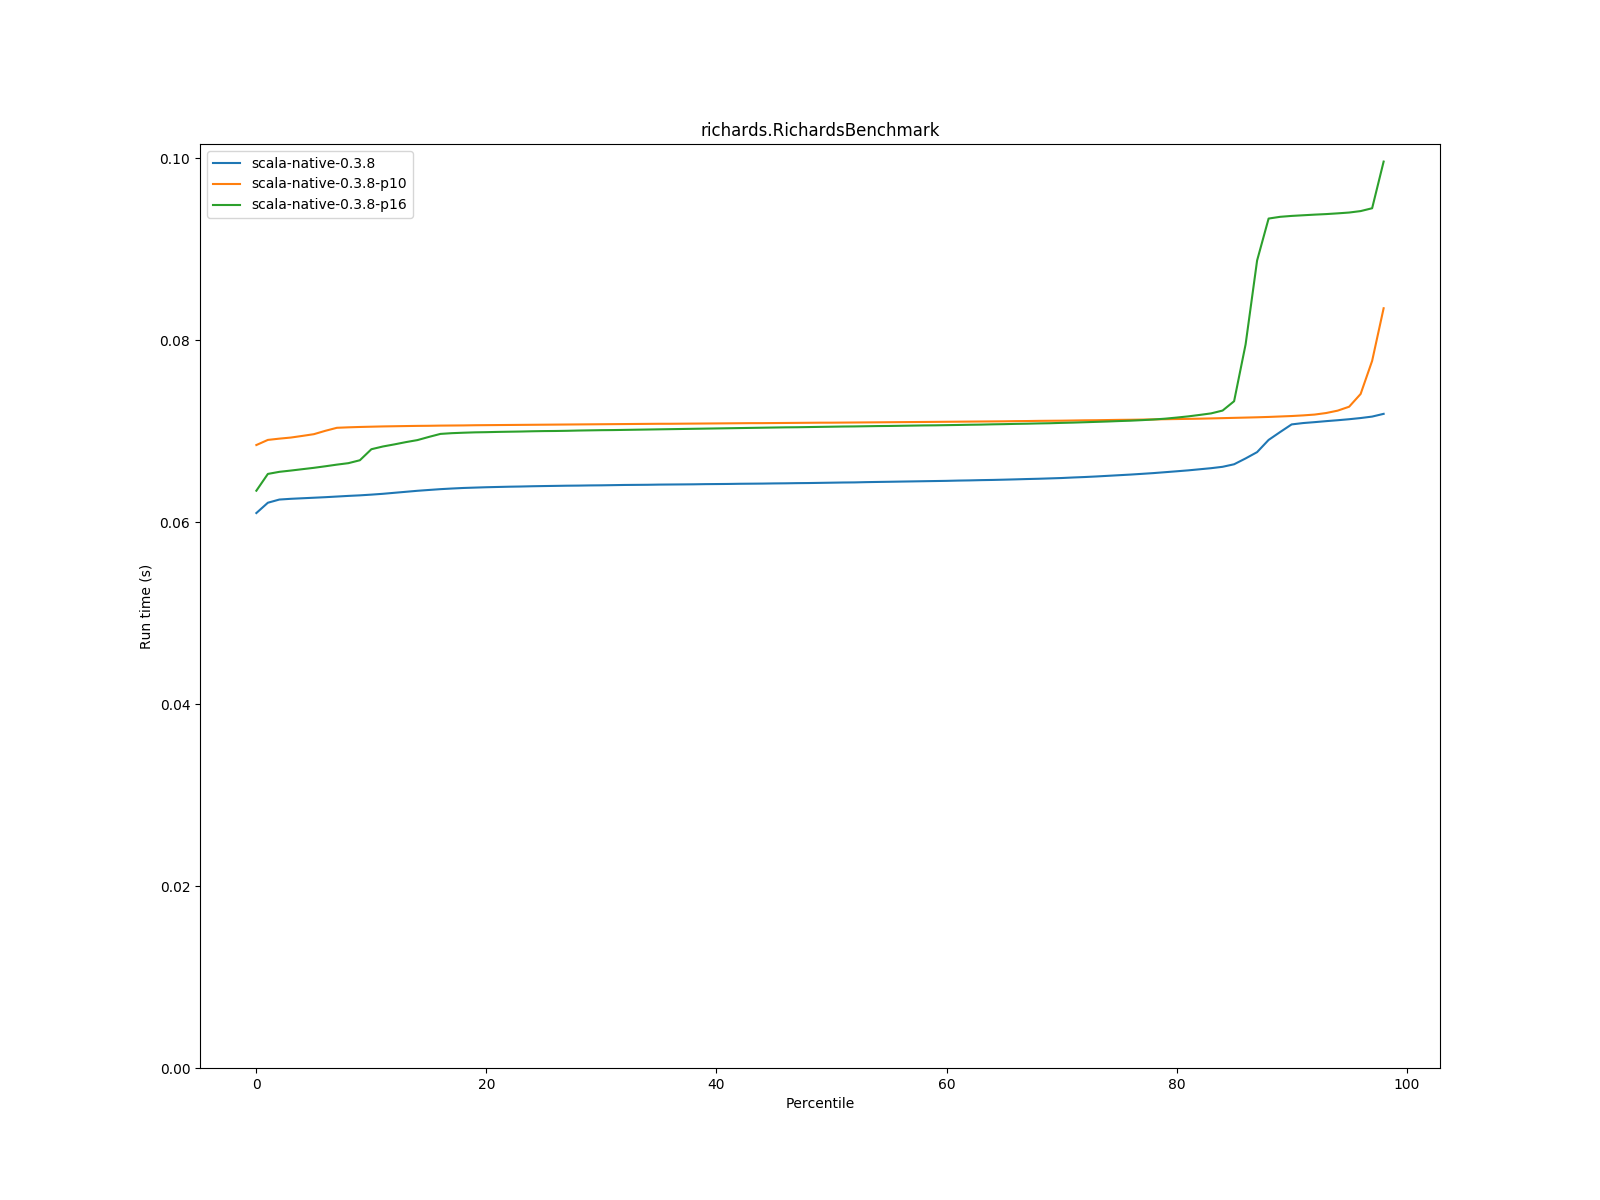 richards.RichardsBenchmark
scala-native-0.3.8
scala-native-0.3.8-p10
scala-native-0.3.8-p16
0.10
0.08
0.06
0.04
0.02
0.00
Run time (s)
0 20 40 60 80 100
Percentile